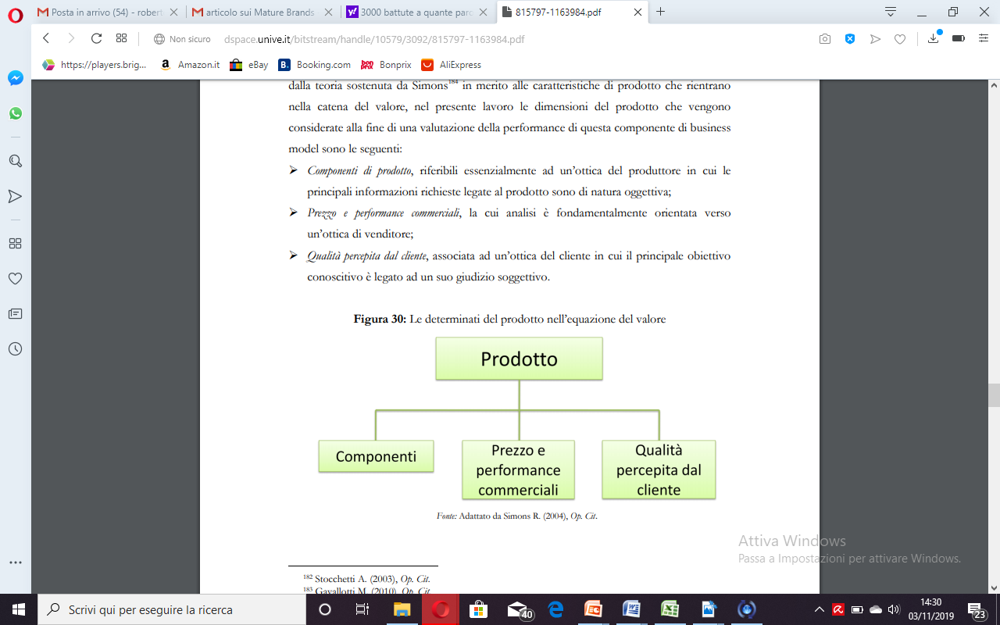 Posta in arrivo (54) - robert
articolo sui Mature Brands
3000 battute a quante paro
815797-1163984.pdf
Non sicuro
dspace.unive.it/bitstream/handle/10579/3092/815797-1163984.pdf
https://players.brig...
Amazon.it
eBay
Booking.com
Bonprix
AliExpress
dalla teoria sostenuta da Simons184 in merito alle caratteristiche di prodotto che rientrano
nella catena del valore, nel presente lavoro le dimensioni del prodotto che vengono
considerate alla fine di una valutazione della performance di questa componente di business
model sono le seguenti:
➢ Componenti di prodotto, riferibili essenzialmente ad un’ottica del produttore in cui le
principali informazioni richieste legate al prodotto sono di natura oggettiva;
➢ Prezzo e performance commerciali, la cui analisi è fondamentalmente orientata verso
un’ottica di venditore;
➢ Qualità percepita dal cliente, associata ad un’ottica del cliente in cui il principale obiettivo
conoscitivo è legato ad un suo giudizio soggettivo.
Figura 30: Le determinati del prodotto nell’equazione del valore
Prodotto
Componenti
Prezzo e
performance
commerciali
Qualità
percepita dal
cliente
Fonte: Adattato da Simons R. (2004), Op. Cit.
Attiva Windows
Passa a Impostazioni per attivare Windows.
182 Stocchetti A. (2003), Op. Cit.
183 Gavallotti M. (2010), Op. Cit
Scrivi qui per eseguire la ricerca
40
14:30
03/11/2019
23